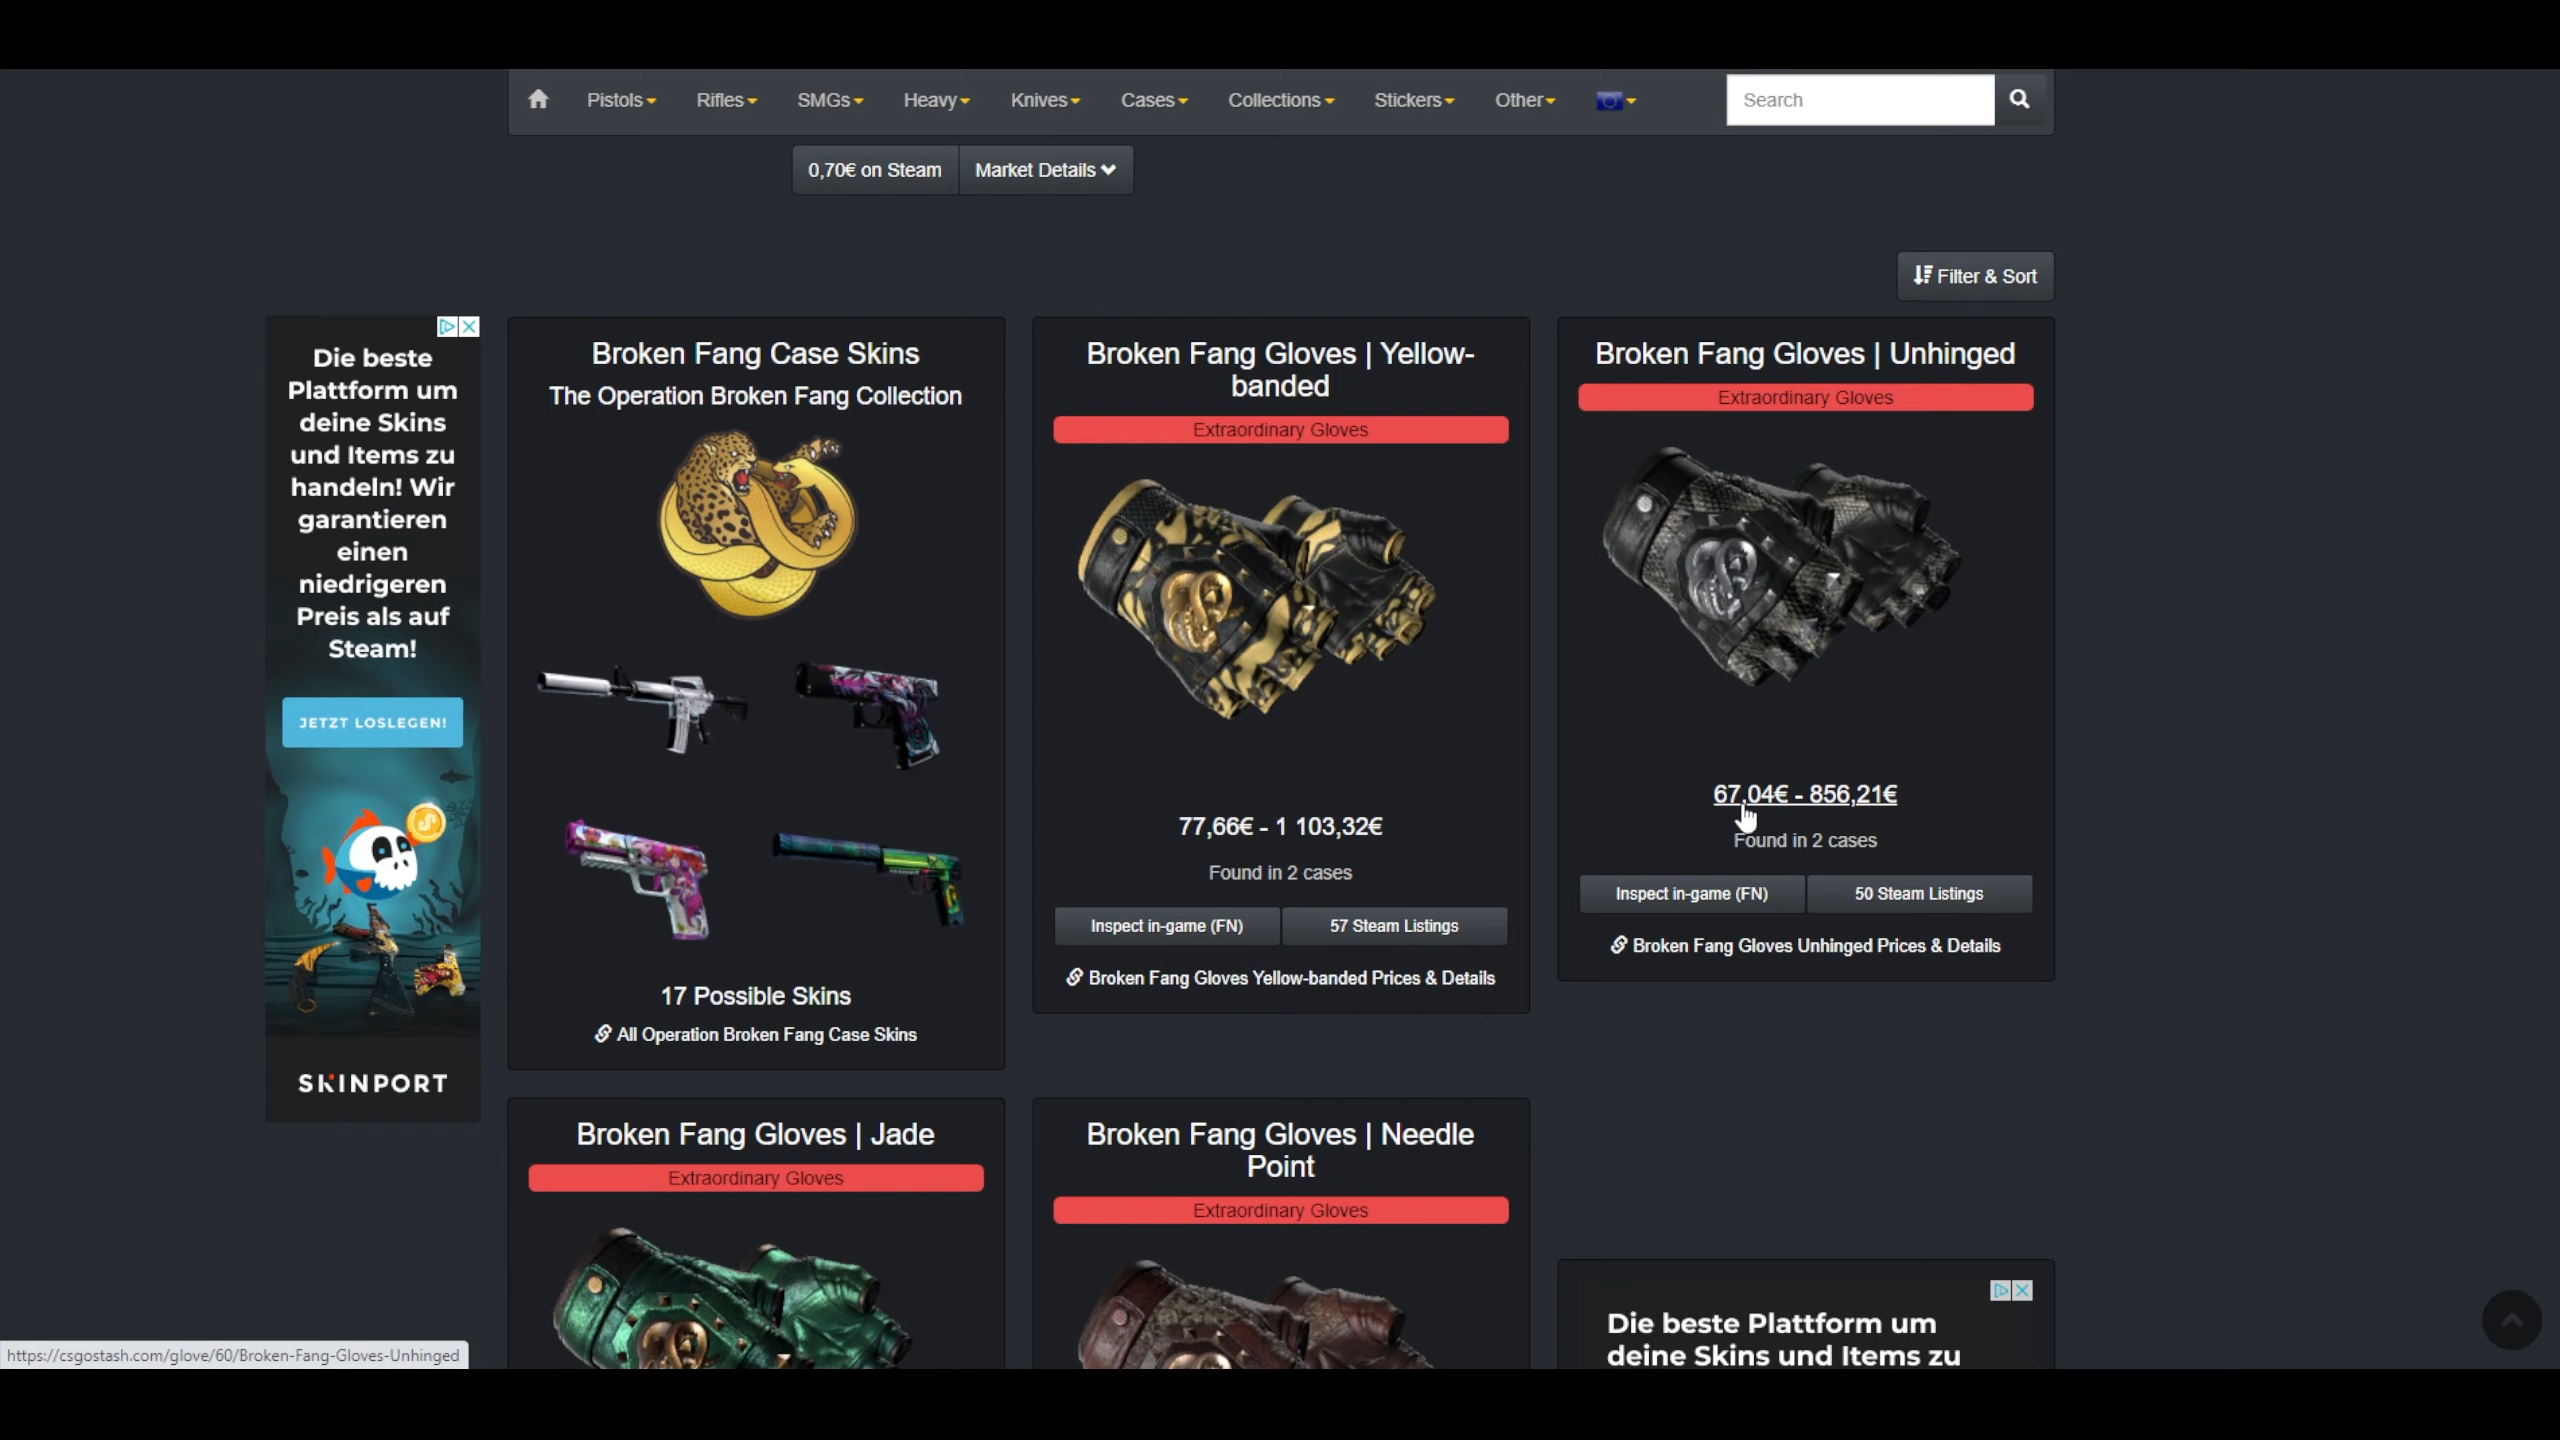 Pistols Rifles SMGs Heavy Knives Cases Collections Stickers Other Search
0,70€ on Steam Market Details
Filter & Sort
Die beste
Plattform um
deine Skins
und Items zu
handeln! Wir
garantieren
einen
niedrigeren
Preis als auf
Steam!
JETZT LOSLEGEN!
SKINPORT
Broken Fang Case Skins
The Operation Broken Fang Collection
17 Possible Skins
All Operation Broken Fang Case Skins
Broken Fang Gloves | Yellow-
banded
Extraordinary Gloves
77,66€ - 1 103,32€
Found in 2 cases
Inspect in-game (FN) 57 Steam Listings
Broken Fang Gloves Yellow-banded Prices & Details
Broken Fang Gloves | Unhinged
Extraordinary Gloves
67,04€ - 856,21€
Found in 2 cases
Inspect in-game (FN) 50 Steam Listings
Broken Fang Gloves Unhinged Prices & Details
Broken Fang Gloves | Jade
Extraordinary Gloves
Broken Fang Gloves | Needle
Point
Extraordinary Gloves
Die beste Plattform um
deine Skins und Items zu
https://csgostash.com/glove/60/Broken-Fang-Gloves-Unhinged